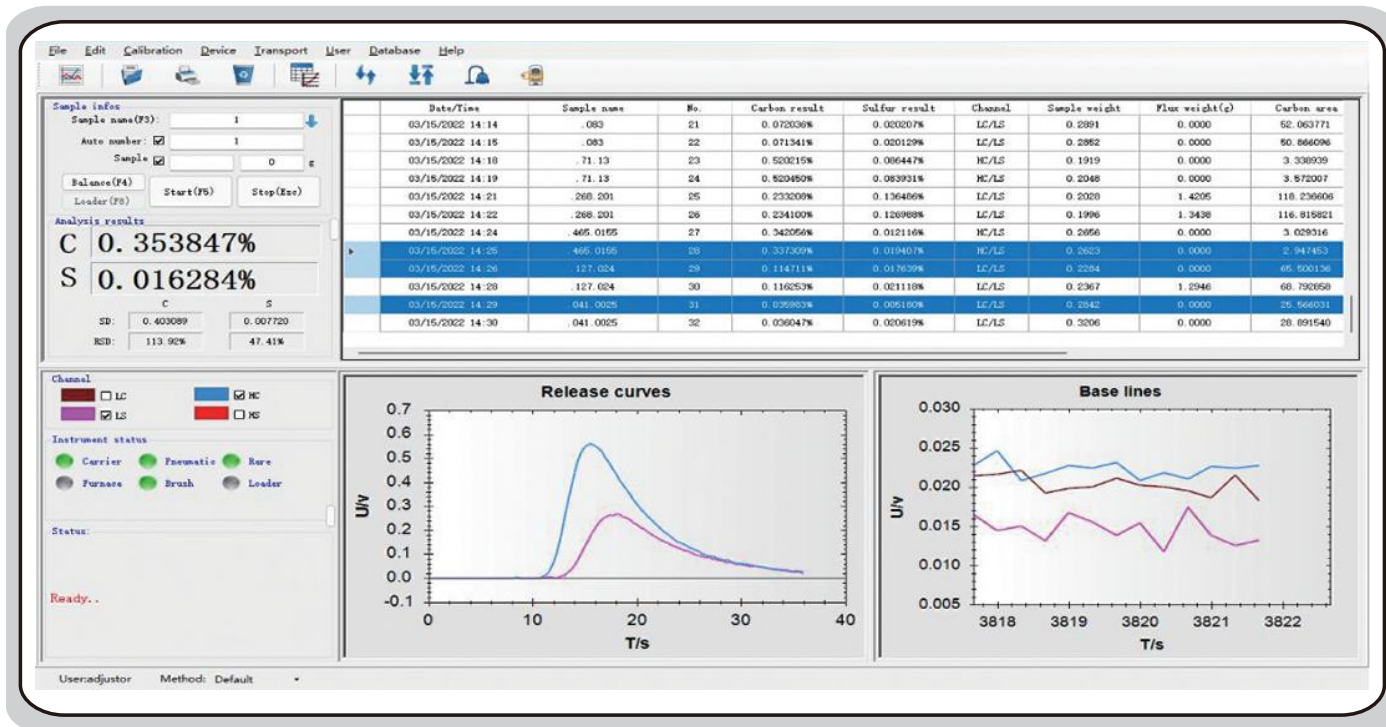 File Edit Calibration Device Transport User Database Help
Sample infos
Sample name(F3): 1
Auto number: 1
Sample 0 g
Balance(F4) Start(F5) Stop(Esc)
Loader(F8)
Analysis results
C 0.353847%
S 0.016284%
C S
SD: 0.403089 0.007720
RSD: 113.92% 47.41%
Date/Time Sample name No. Carbon result Sulfur result Channel Sample weight Flux weight(g) Carbon area
03/15/2022 14:14 .083 21 0.072036% 0.020207% LC/LS 0.2891 0.0000 52.063771
03/15/2022 14:15 .083 22 0.071341% 0.020129% LC/LS 0.2852 0.0000 50.866096
03/15/2022 14:18 .71.13 23 0.520215% 0.086447% HC/LS 0.1919 0.0000 3.338939
03/15/2022 14:19 .71.13 24 0.520450% 0.083931% HC/LS 0.2048 0.0000 3.572007
03/15/2022 14:21 .268.201 25 0.233208% 0.136486% LC/LS 0.2028 1.4205 118.236606
03/15/2022 14:22 .268.201 26 0.234100% 0.126988% LC/LS 0.1996 1.3438 116.815821
03/15/2022 14:24 .465.0155 27 0.342056% 0.012116% HC/LS 0.2656 0.0000 3.029316
03/15/2022 14:25 .465.0155 28 0.337309% 0.019407% HC/LS 0.2623 0.0000 2.947453
03/15/2022 14:26 .127.024 29 0.114711% 0.017639% LC/LS 0.2284 0.0000 65.500136
03/15/2022 14:28 .127.024 30 0.116253% 0.021118% LC/LS 0.2367 1.2946 68.792858
03/15/2022 14:29 .041.0025 31 0.035983% 0.005180% LC/LS 0.2842 0.0000 25.566031
03/15/2022 14:30 .041.0025 32 0.036047% 0.020619% LC/LS 0.3206 0.0000 28.891540
Channel
LC HC
LS HS
Instrument status
Carrier Pneumatic Rare
Furnace Brush Loader
Status:
Ready..
Release curves
0.7
0.6
0.5
0.4
0.3
0.2
0.1
0.0
-0.1
U/v
0 10 20 30 40
T/s
Base lines
0.030
0.025
0.020
0.015
0.010
0.005
U/v
3818 3819 3820 3821 3822
T/s
User:adjustor Method: Default